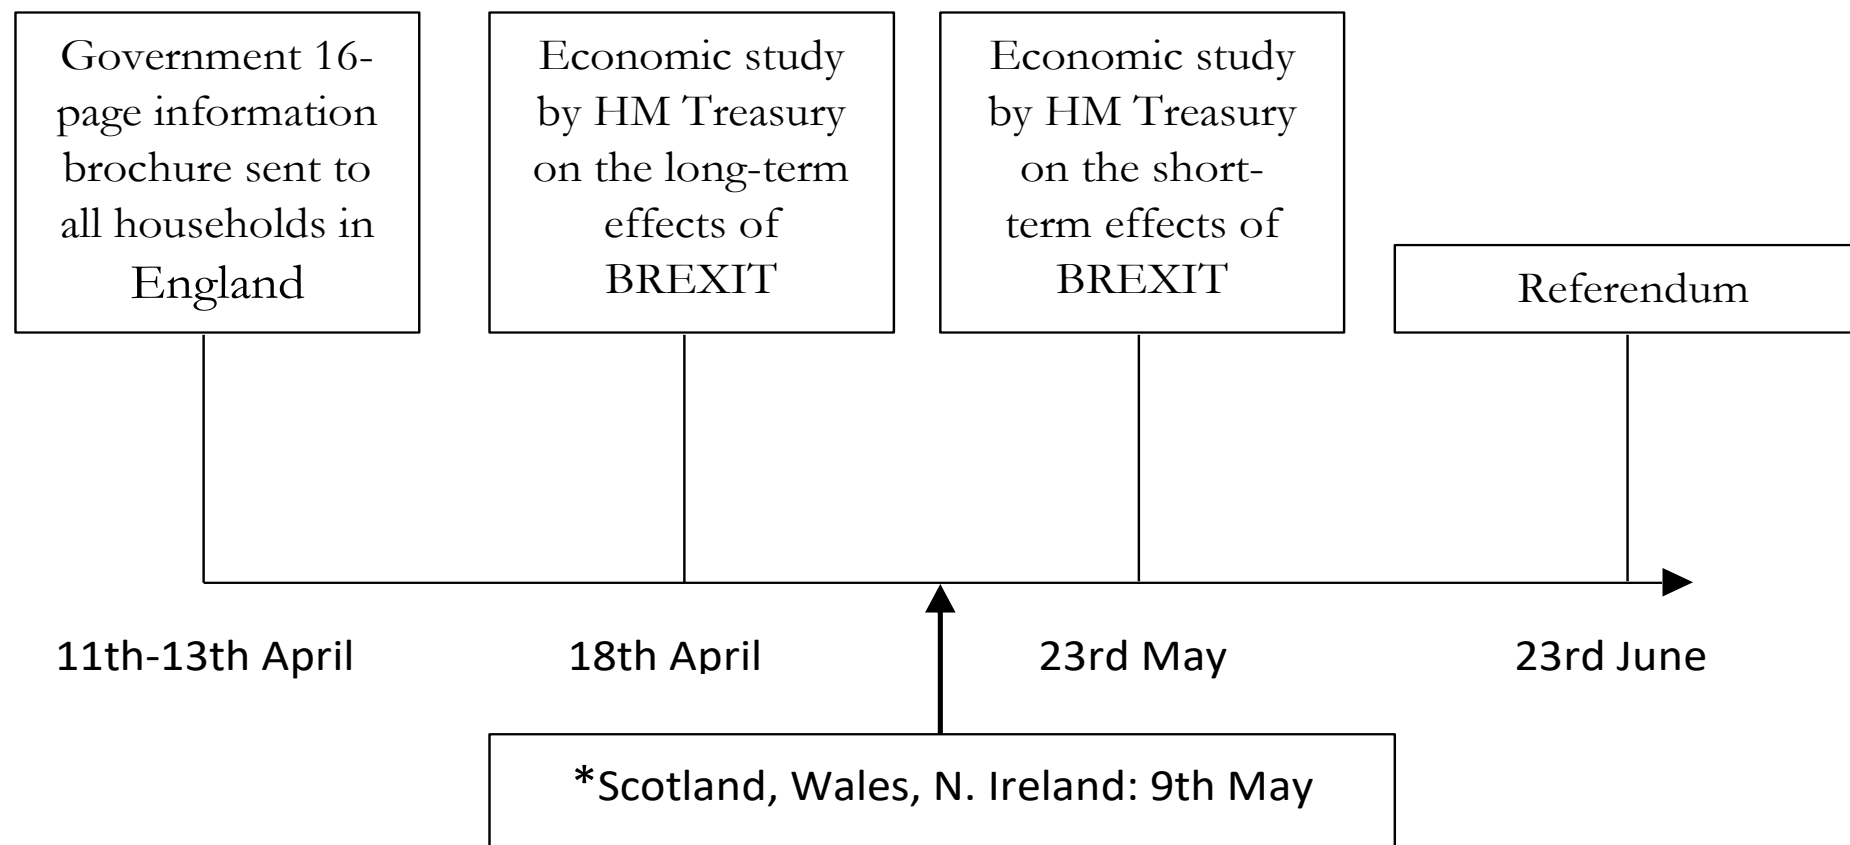 Government 16-
page information
brochure sent to
all households in
England
Economic study
by HM Treasury
on the long-term
effects of
BREXIT
Economic study
by HM Treasury
on the short-
term effects of
BREXIT
Referendum
11th-13th April
18th April
23rd May
23rd June
*Scotland, Wales, N. Ireland: 9th May